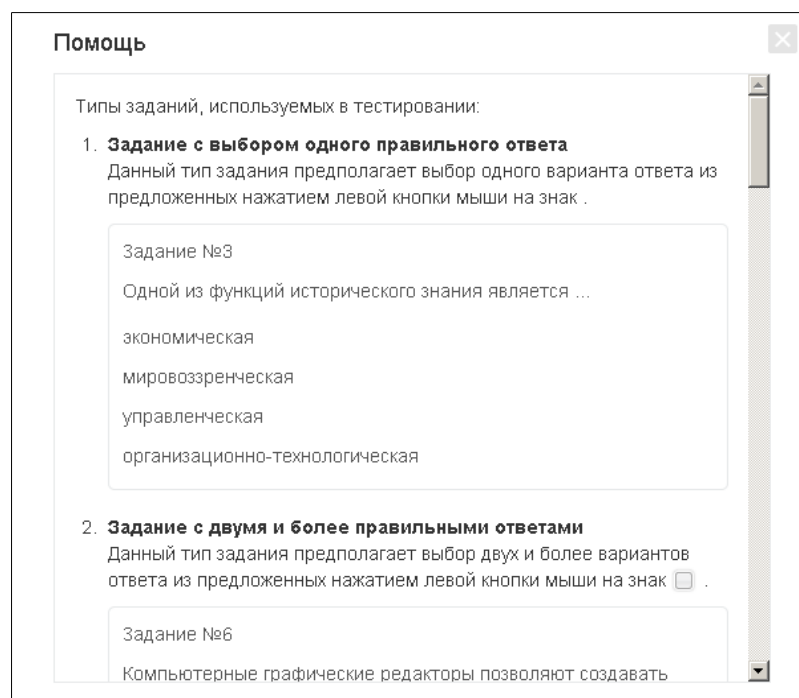 Помощь
Типы заданий, используемых в тестировании:
1. Задание с выбором одного правильного ответа
Данный тип задания предполагает выбор одного варианта ответа из
предложенных нажатием левой кнопки мыши на знак .
Задание №3
Одной из функций исторического знания является ...
экономическая
мировоззренческая
управленческая
организационно-технологическая
2. Задание с двумя и более правильными ответами
Данный тип задания предполагает выбор двух и более вариантов
ответа из предложенных нажатием левой кнопки мыши на знак .
Задание №6
Компьютерные графические редакторы позволяют создавать